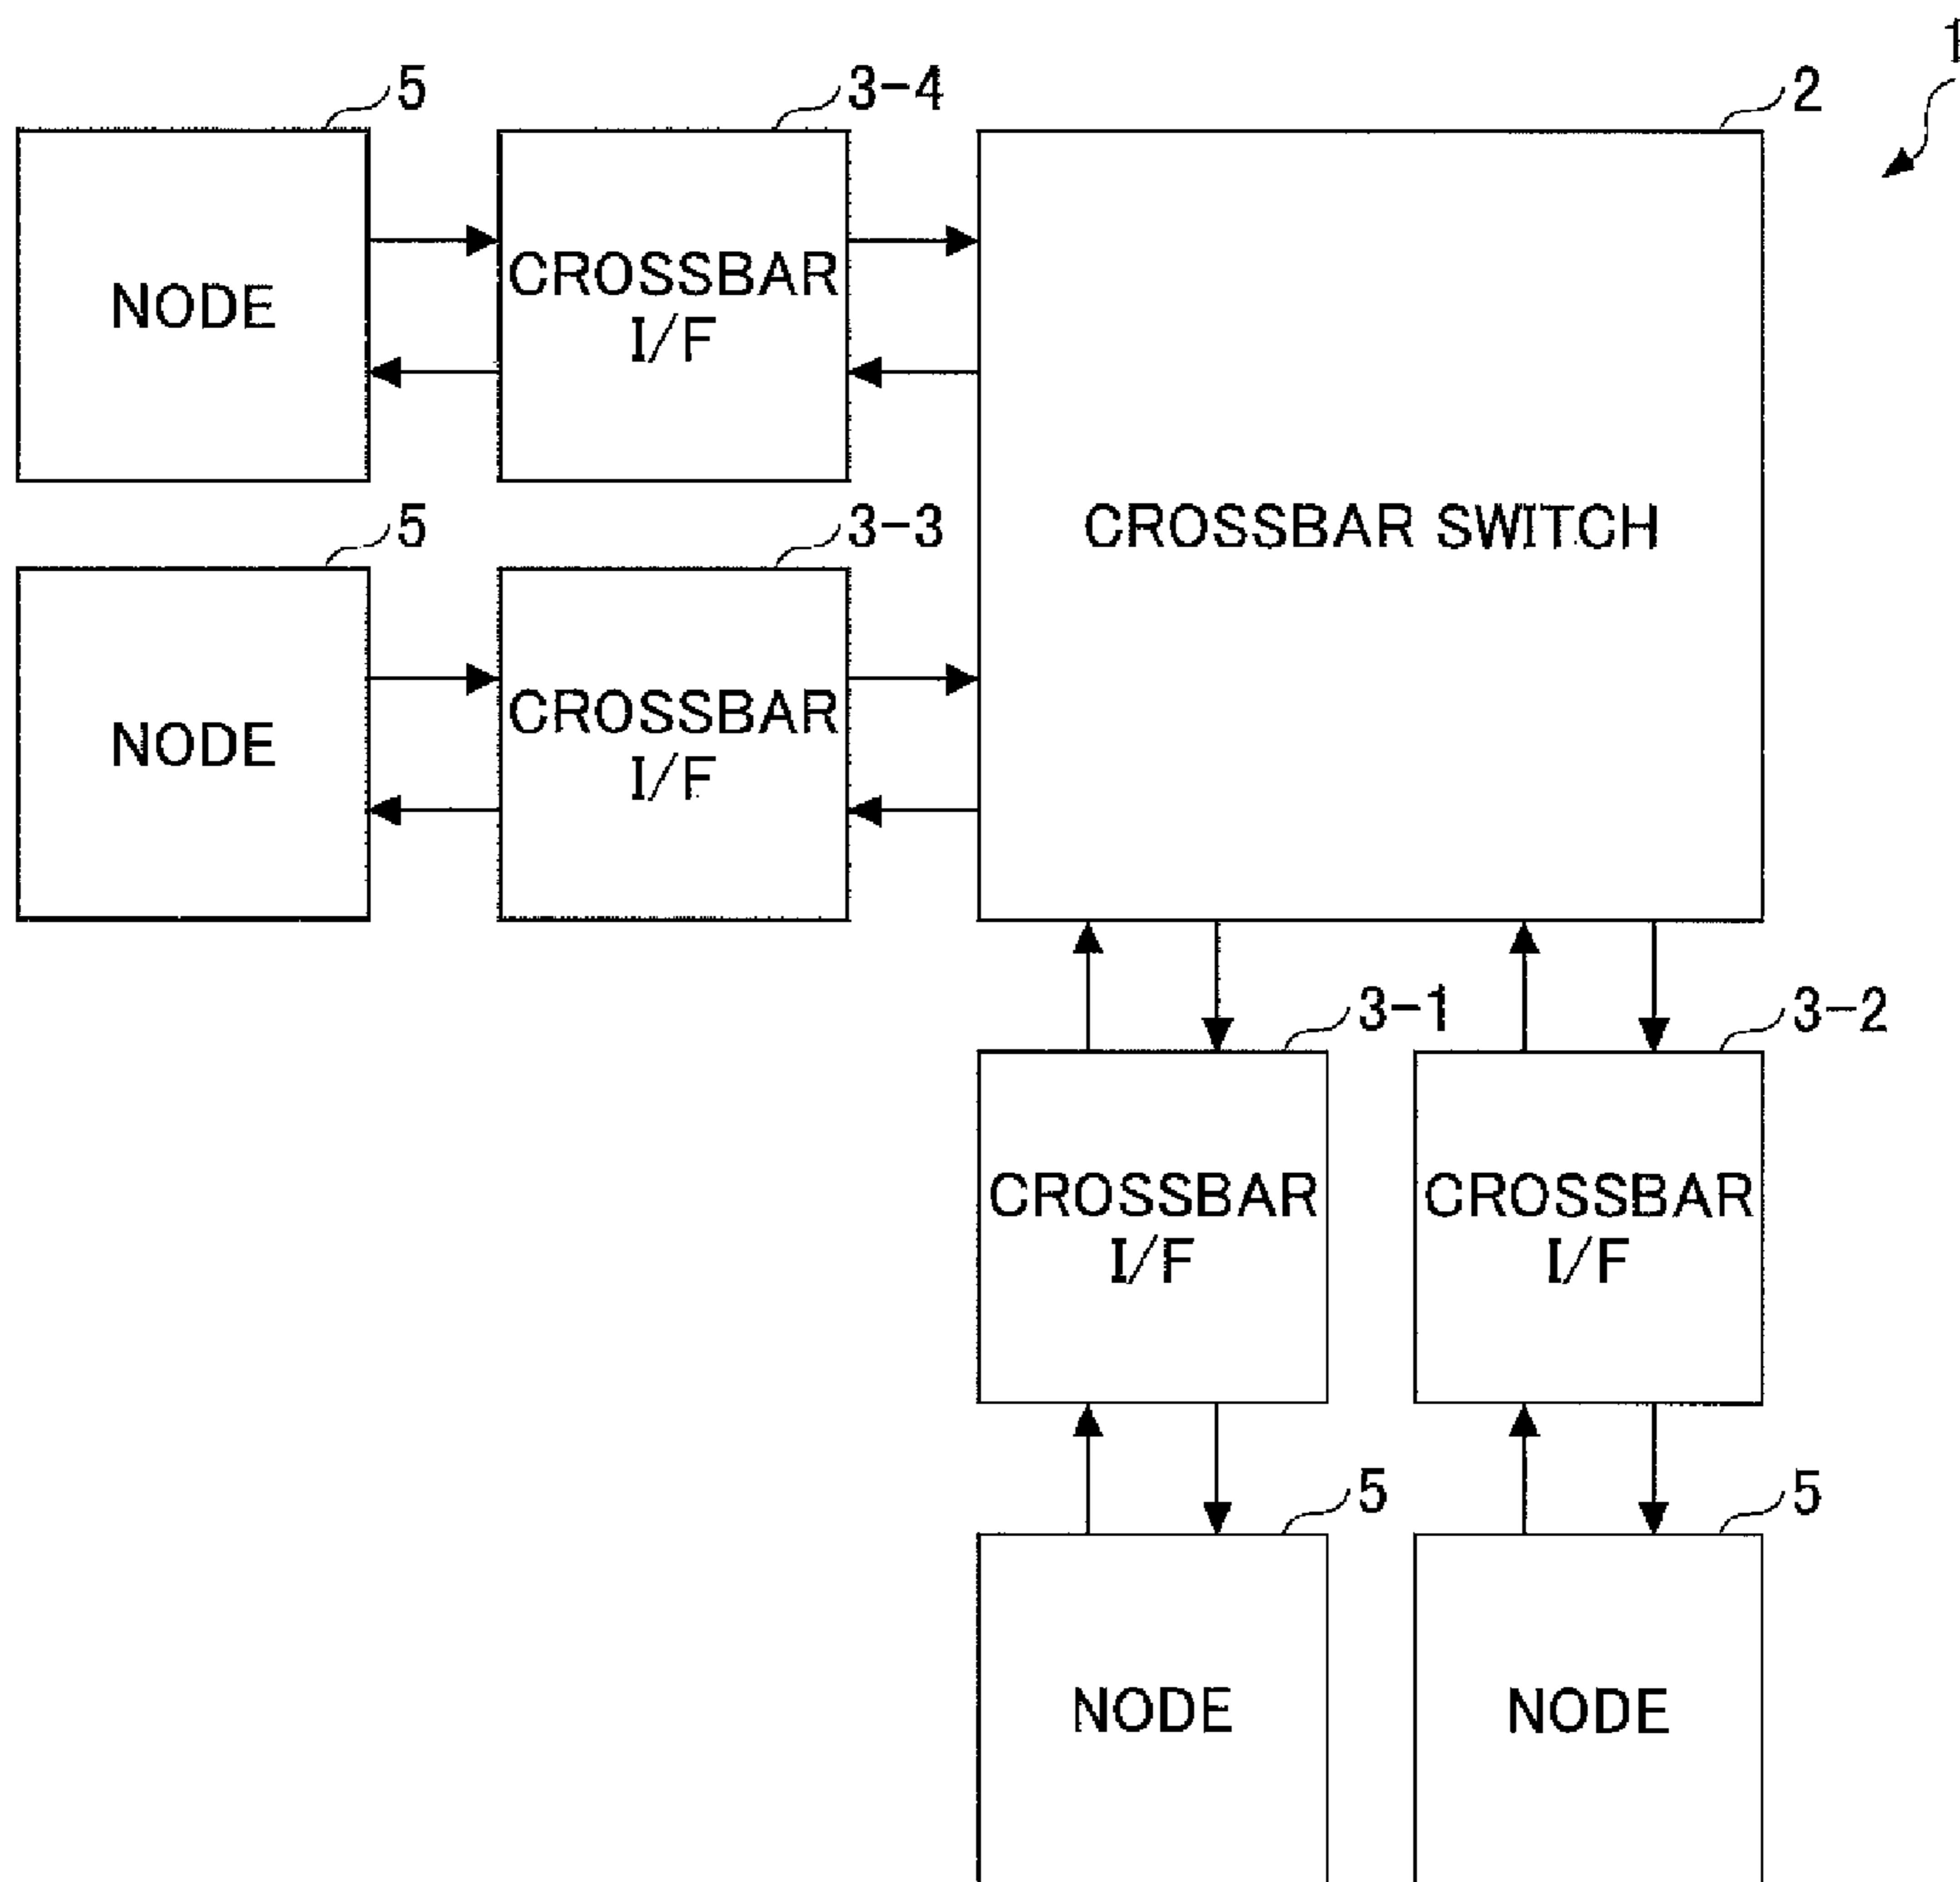 1
5
3-4
2
NODE
CROSSBAR
I/F
5
3-3
CROSSBAR SWITCH
NODE
CROSSBAR
I/F
3-1
3-2
CROSSBAR
I/F
CROSSBAR
I/F
5
5
NODE
NODE